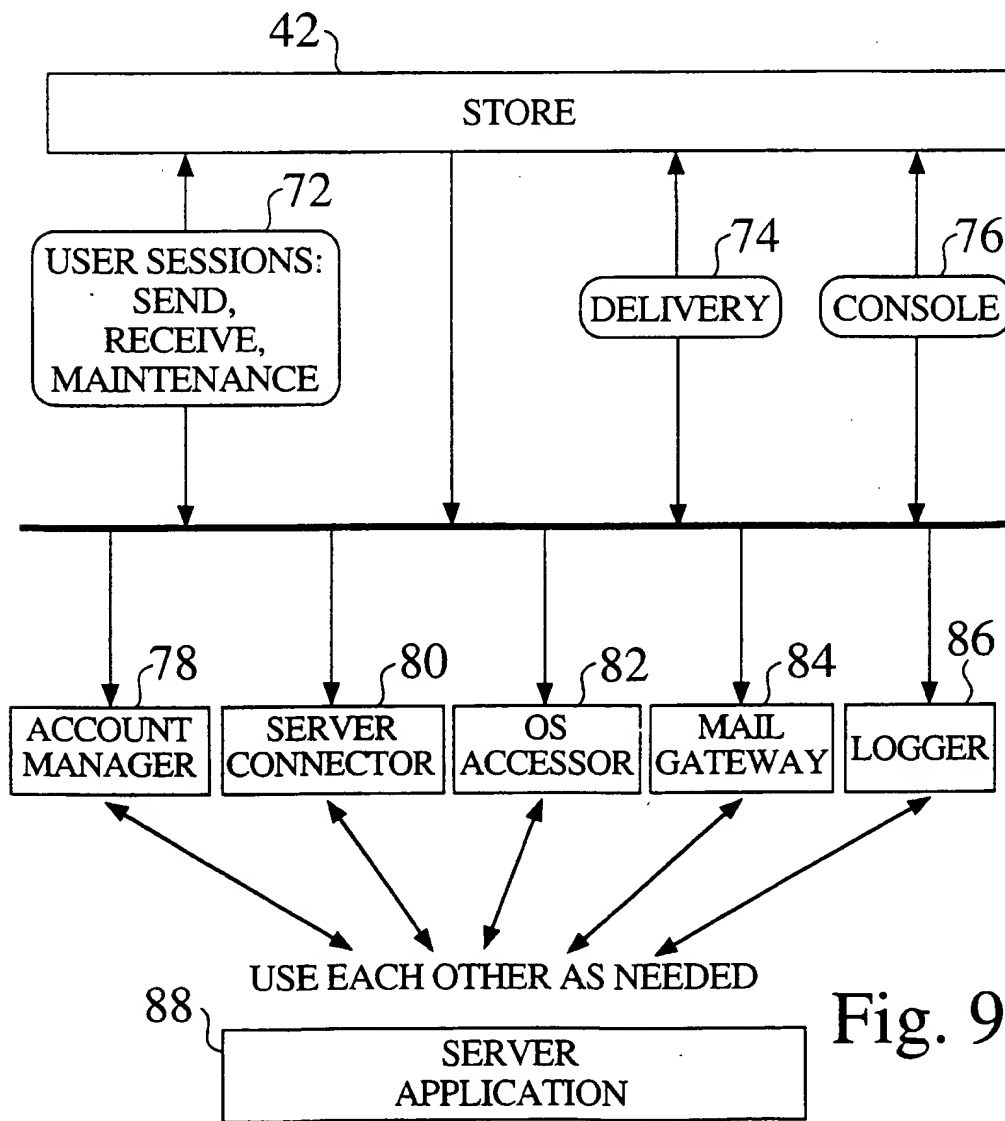 42
STORE
72
USER SESSIONS:
SEND,
RECEIVE,
MAINTENANCE
74
DELIVERY
76
CONSOLE
78
ACCOUNT
MANAGER
80
SERVER
CONNECTOR
82
OS
ACCESSOR
84
MAIL
GATEWAY
86
LOGGER
USE EACH OTHER AS NEEDED
88
SERVER
APPLICATION
Fig. 9